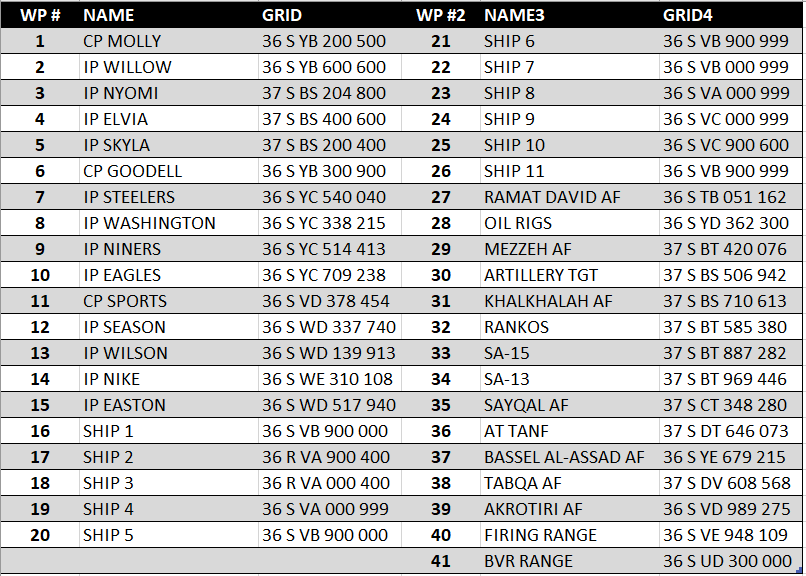 WP # NAME GRID WP #2 NAME3 GRID4
1 CP MOLLY 36 S YB 200 500 21 SHIP 6 36 S VB 900 999
2 IP WILLOW 36 S YB 600 600 22 SHIP 7 36 S VB 000 999
3 IP NYOMI 37 S BS 204 800 23 SHIP 8 36 S VA 000 999
4 IP ELVIA 37 S BS 400 600 24 SHIP 9 36 S VC 000 999
5 IP SKYLA 37 S BS 200 400 25 SHIP 10 36 S VC 900 600
6 CP GOODELL 36 S YB 300 900 26 SHIP 11 36 S VB 900 999
7 IP STEELERS 36 S YC 540 040 27 RAMAT DAVID AF 36 S TB 051 162
8 IP WASHINGTON 36 S YC 338 215 28 OIL RIGS 36 S YD 362 300
9 IP NINERS 36 S YC 514 413 29 MEZZEH AF 37 S BT 420 076
10 IP EAGLES 36 S YC 709 238 30 ARTILLERY TGT 37 S BS 506 942
11 CP SPORTS 36 S VD 378 454 31 KHALKHALAH AF 37 S BS 710 613
12 IP SEASON 36 S WD 337 740 32 RANKOS 37 S BT 585 380
13 IP WILSON 36 S WD 139 913 33 SA-15 37 S BT 887 282
14 IP NIKE 36 S WE 310 108 34 SA-13 37 S BT 969 446
15 IP EASTON 36 S WD 517 940 35 SAYQAL AF 37 S CT 348 280
16 SHIP 1 36 S VB 900 000 36 AT TANF 37 S DT 646 073
17 SHIP 2 36 R VA 900 400 37 BASSEL AL-ASSAD AF 36 S YE 679 215
18 SHIP 3 36 R VA 000 400 38 TABQA AF 37 S DV 608 568
19 SHIP 4 36 S VA 000 999 39 AKROTIRI AF 36 S VD 989 275
20 SHIP 5 36 S VB 900 000 40 FIRING RANGE 36 S VE 948 109
41 BVR RANGE 36 S UD 300 000